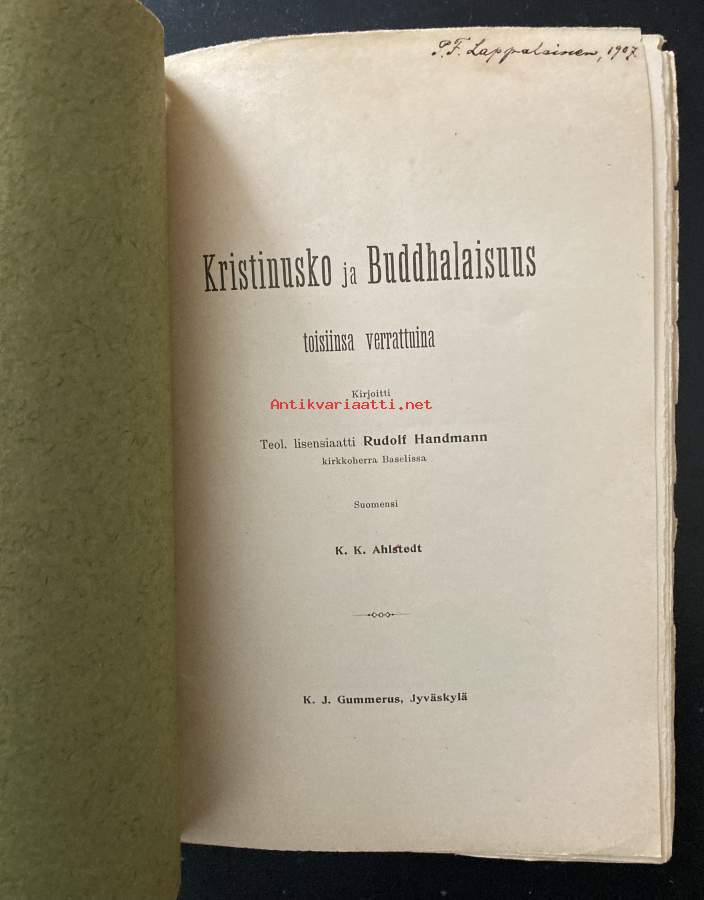 P. F. Lappalainen, 1907
Kristinusko ja Buddhalaisuus
toisiinsa verrattuina
Kirjoitti
Antikvariaatti.net
Teol. lisensiaatti Rudolf Handmann
kirkkoherra Baselissa
Suomensi
K. K. Ahlstedt
K. J. Gummerus, Jyväskylä